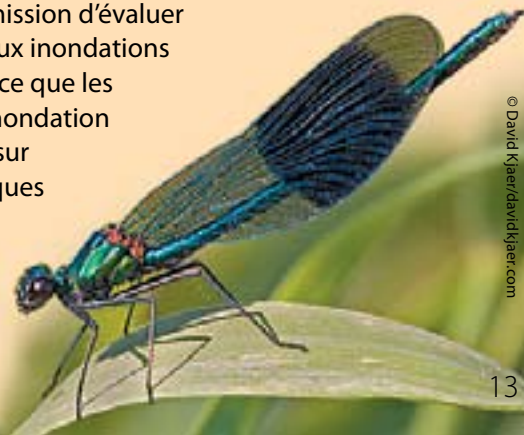 mission d'évaluer
ux inondations
ce que les
nondation
sur
ques
© David Kjaer/davidkjaer.com
13